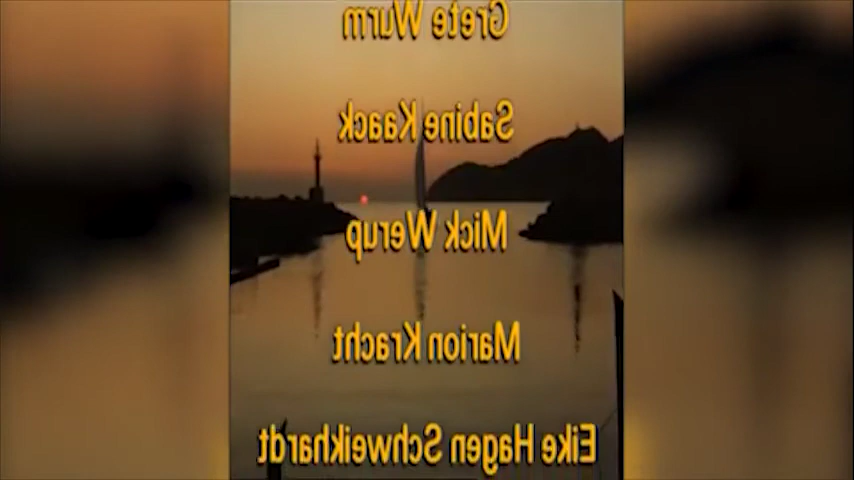 Grete Wurm
Sabine Kaack
Mick Werup
Marion Kracht
Eike Hagen Schweikhardt